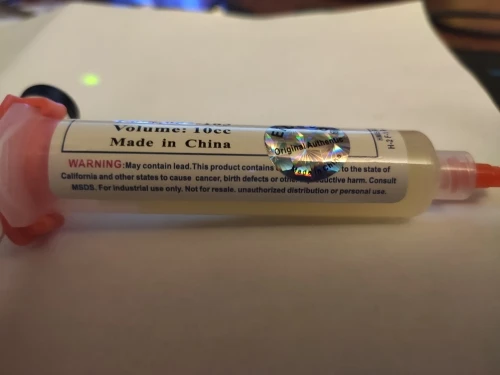 Volume: 10cc
Made in China
Original Authentic
WARNING:May contain lead.This product contains to the state of
California and other states to cause cancer, birth defects or harm. Consult
MSDS. For industrial use only. Not for resale, unauthorized distribution or personal use.